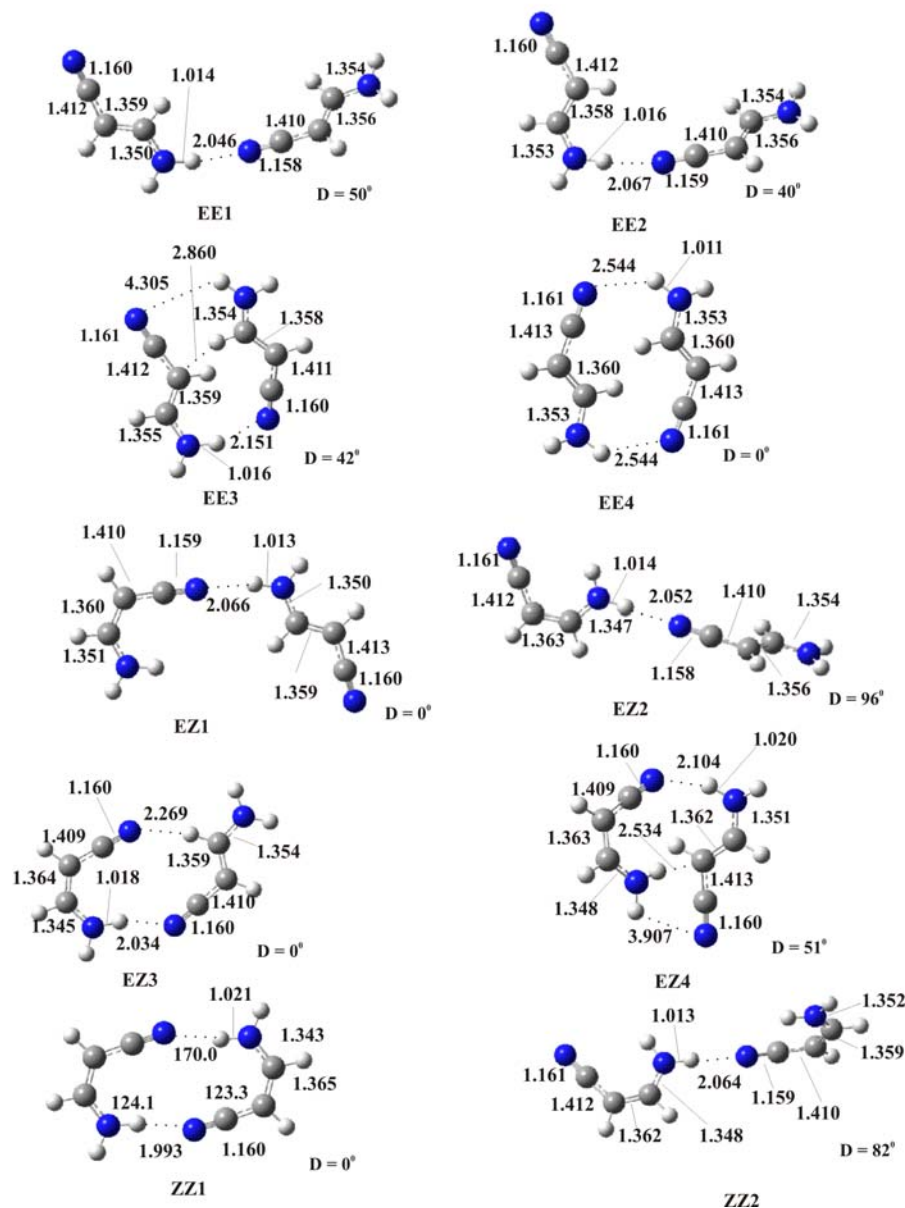 1.160 1.014 1.354
1.412 1.359 1.410
1.350 2.046 1.158 1.356
D = 50⁰
EE1
1.160
1.412 1.354
1.358 1.016 1.410 1.356
1.353
2.067 1.159 D = 40⁰
EE2
2.860
4.305
1.354 1.358
1.161
1.412 1.411
1.359 1.160
1.355 2.151 D = 42⁰
1.016
EE3
2.544 1.011
1.161 1.353
1.413 1.360
1.360 1.413
1.353 1.161
2.544 D = 0⁰
EE4
1.410 1.159 1.013
2.066 1.350
1.360
1.351 1.413
1.359 1.160
D = 0⁰
EZ1
1.161 1.014
2.052 1.410
1.412 1.347 1.354
1.363 1.158 1.356
D = 96⁰
EZ2
1.160
2.269
1.409 1.359 1.354
1.364 1.018
1.410
1.345 1.160
2.034 D = 0⁰
EZ3
1.160 2.104 1.020
1.409 1.362 1.351
1.363 2.534
1.413
1.348 1.160
3.907 D = 51⁰
EZ4
1.021
1.343
170.0
1.365
124.1 123.3
1.993 1.160 D = 0⁰
ZZ1
1.013 1.352
1.161 1.359
2.064 1.159
1.412 1.410
1.362 1.348
D = 82⁰
ZZ2